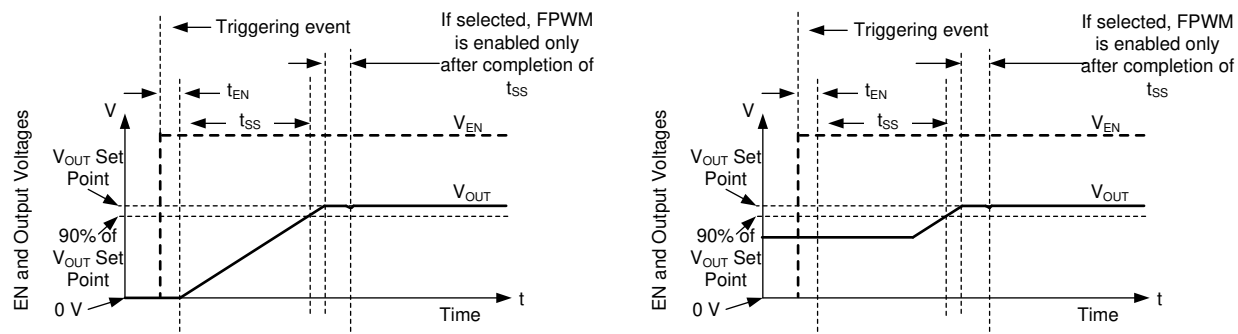 Triggering event
If selected, FPWM
is enabled only
after completion of
tSS
tEN
tSS
V
VEN
EN and Output Voltages
VOUT Set
Point
VOUT
90% of
VOUT Set
Point
0 V
t
Time
Triggering event
If selected, FPWM
is enabled only
after completion of
tSS
tEN
tSS
V
VEN
EN and Output Voltages
VOUT Set
Point
VOUT
90% of
VOUT Set
Point
0 V
t
Time